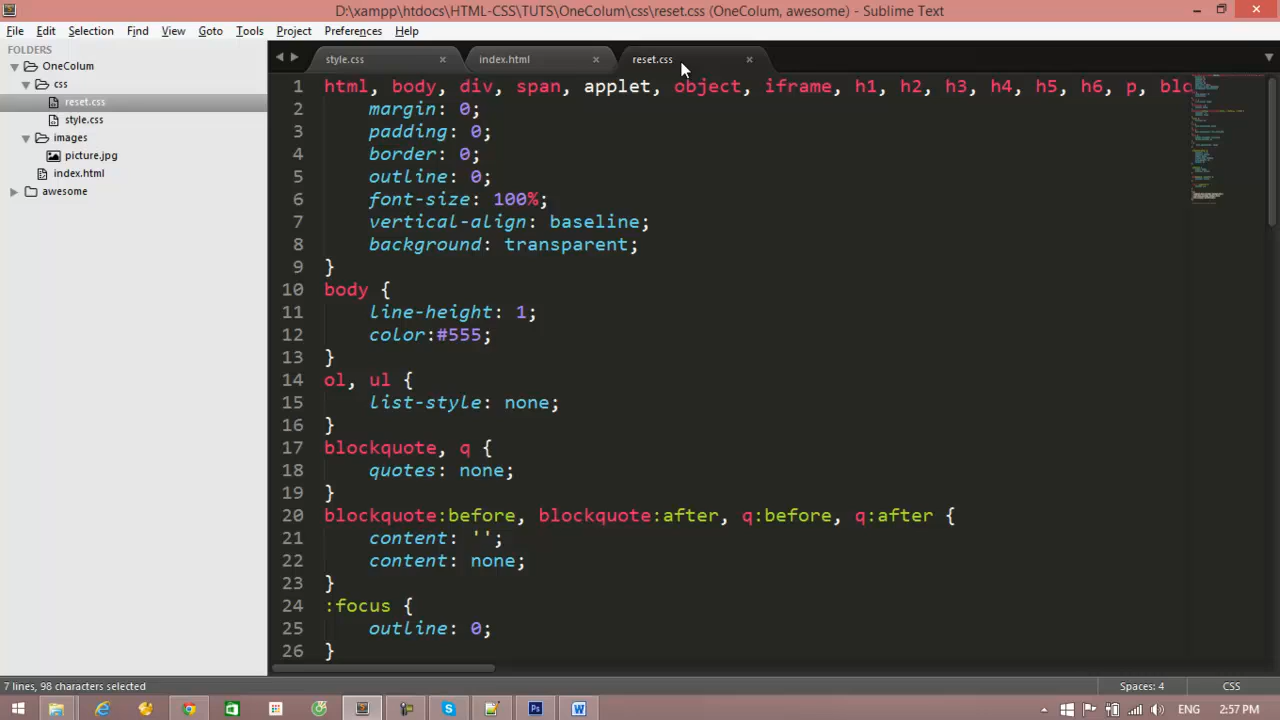 D:\xampp\htdocs\HTML-CSS\TUTS\OneColum\css\reset.css (OneColum, awesome) - Sublime Text
File Edit Selection Find View Goto Tools Project Preferences Help
FOLDERS
OneColum
css
reset.css
style.css
images
picture.jpg
index.html
awesome
style.css × index.html × reset.css ×
1 html, body, div, span, applet, object, iframe, h1, h2, h3, h4, h5, h6, p, blo
2 margin: 0;
3 padding: 0;
4 border: 0;
5 outline: 0;
6 font-size: 100%;
7 vertical-align: baseline;
8 background: transparent;
9 }
10 body {
11 line-height: 1;
12 color:#555;
13 }
14 ol, ul {
15 list-style: none;
16 }
17 blockquote, q {
18 quotes: none;
19 }
20 blockquote:before, blockquote:after, q:before, q:after {
21 content: '';
22 content: none;
23 }
24 :focus {
25 outline: 0;
26 }
7 lines, 98 characters selected
Spaces: 4 CSS
ENG 2:57 PM